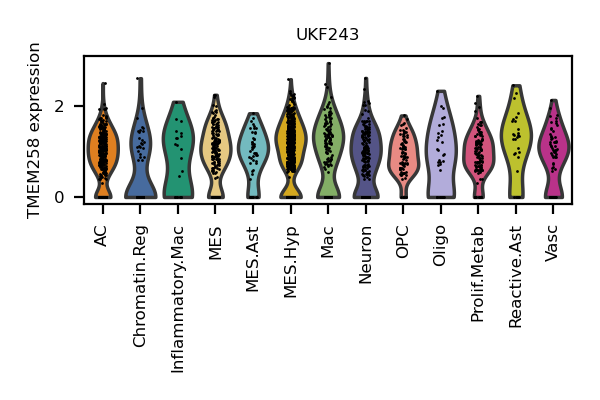 UKF243
TMEM258 expression
2
0
AC
Chromatin.Reg
Inflammatory.Mac
MES
MES.Ast
MES.Hyp
Mac
Neuron
OPC
Oligo
Prolif.Metab
Reactive.Ast
Vasc